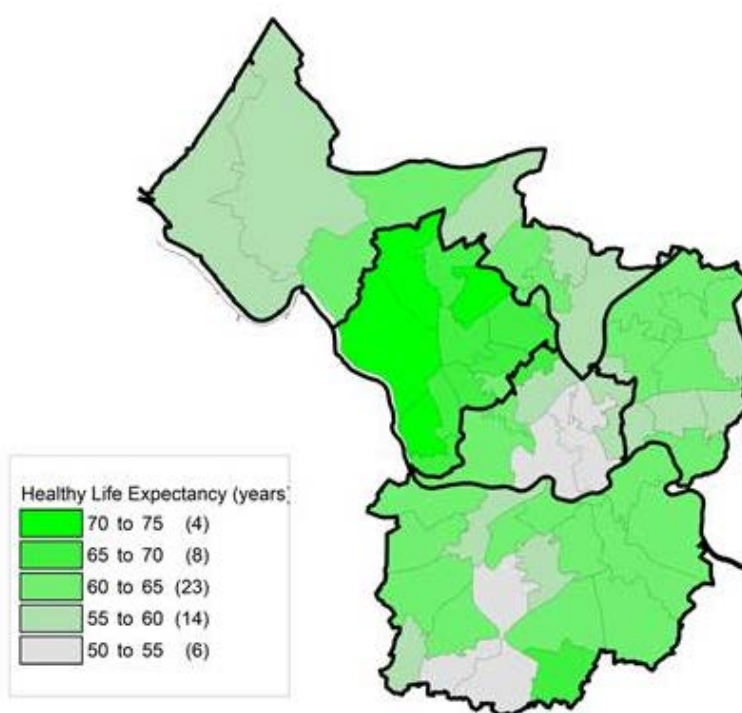 Healthy Life Expectancy (years)
70 to 75 (4)
65 to 70 (8)
60 to 65 (23)
55 to 60 (14)
50 to 55 (6)